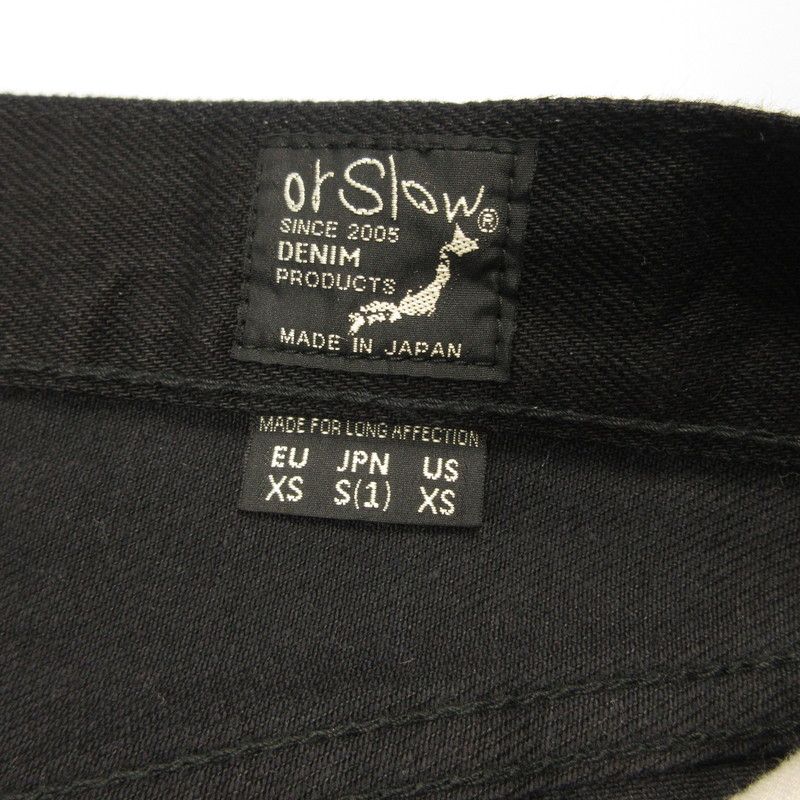 orSlow®
SINCE 2005
DENIM
PRODUCTS
MADE IN JAPAN
MADE FOR LONG AFFECTION
EU JPN US
XS S(1) XS